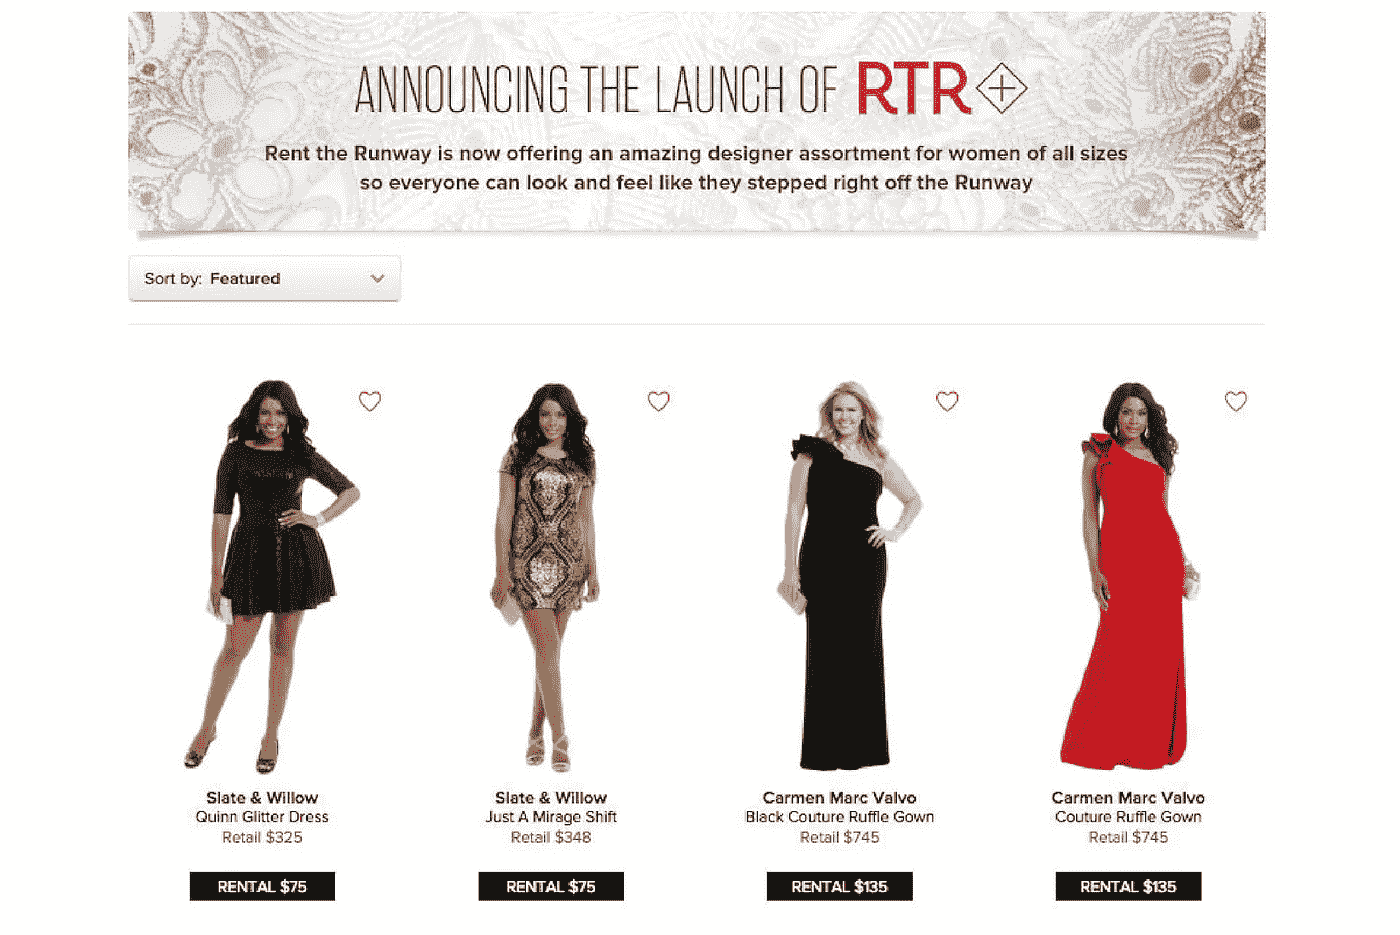 ANNOUNCING THE LAUNCH OF RTR+
Rent the Runway is now offering an amazing designer assortment for women of all sizes
so everyone can look and feel like they stepped right off the Runway
Sort by: Featured
Slate & Willow
Quinn Glitter Dress
Retail $325
RENTAL $75
Slate & Willow
Just A Mirage Shift
Retail $348
RENTAL $75
Carmen Marc Valvo
Black Couture Ruffle Gown
Retail $745
RENTAL $135
Carmen Marc Valvo
Couture Ruffle Gown
Retail $745
RENTAL $135